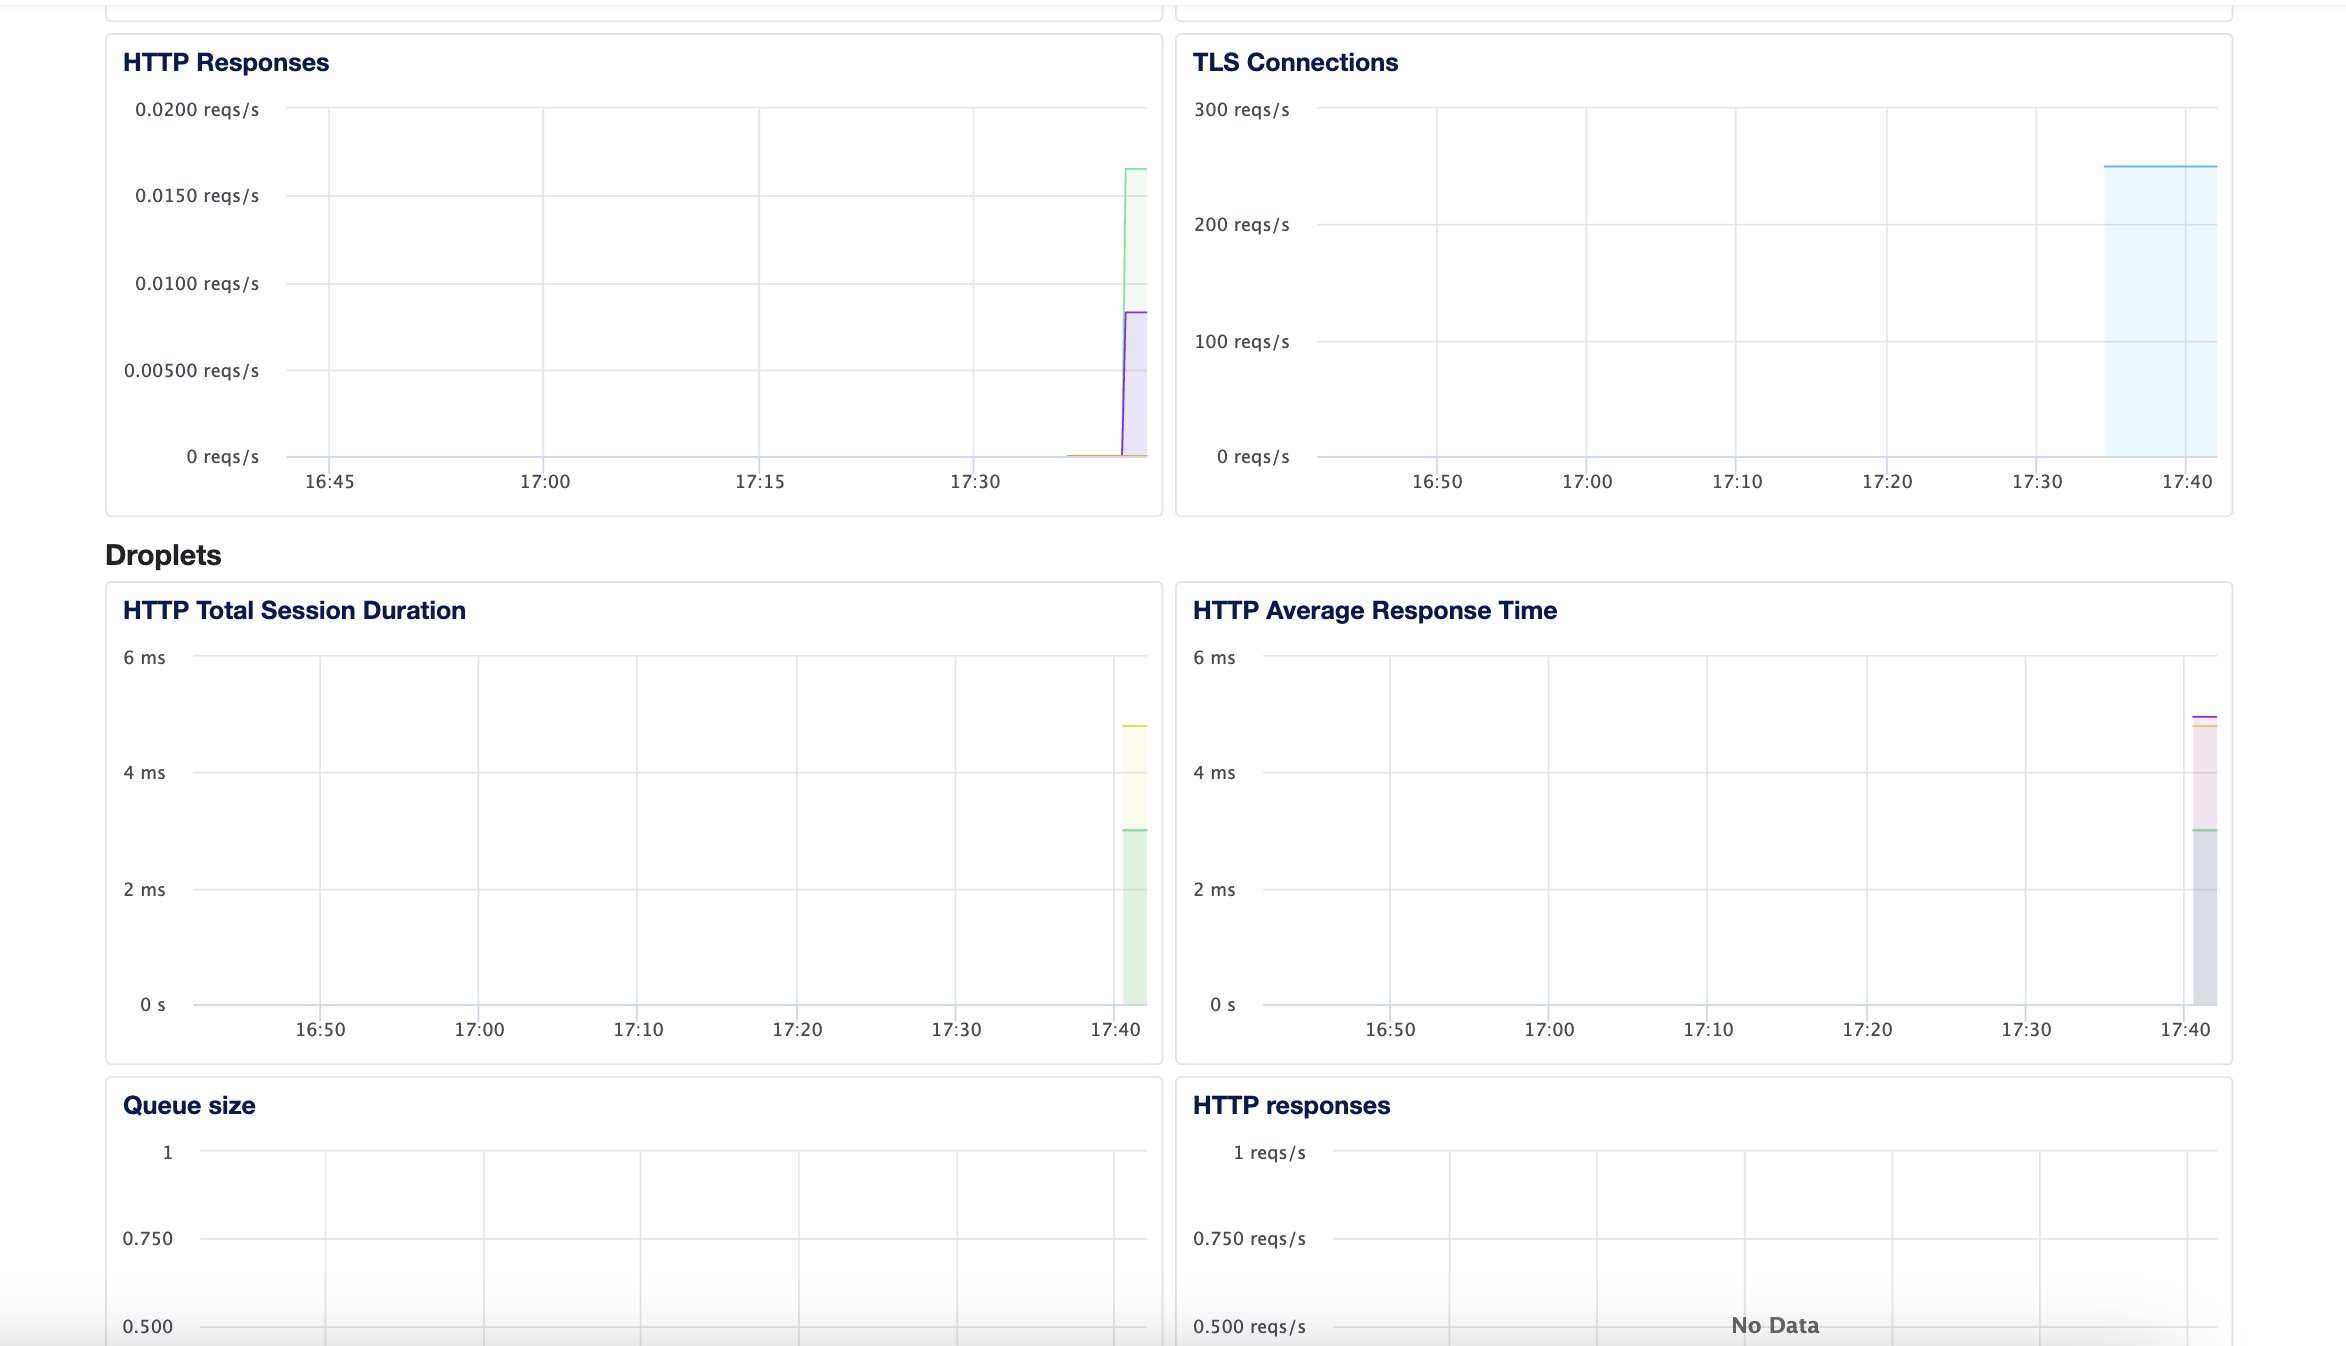 HTTP Responses
0.0200 reqs/s
0.0150 reqs/s
0.0100 reqs/s
0.00500 reqs/s
0 reqs/s
16:45 17:00 17:15 17:30
TLS Connections
300 reqs/s
200 reqs/s
100 reqs/s
0 reqs/s
16:50 17:00 17:10 17:20 17:30 17:40
Droplets
HTTP Total Session Duration
6 ms
4 ms
2 ms
0 s
16:50 17:00 17:10 17:20 17:30 17:40
HTTP Average Response Time
6 ms
4 ms
2 ms
0 s
16:50 17:00 17:10 17:20 17:30 17:40
Queue size
1
0.750
0.500
HTTP responses
1 reqs/s
0.750 reqs/s
0.500 reqs/s
No Data